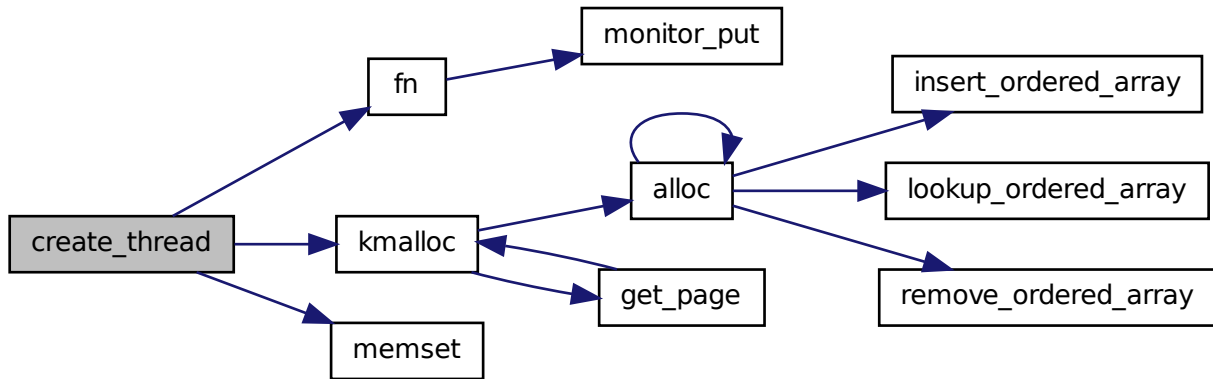 monitor_put
fn
insert_ordered_array
alloc
lookup_ordered_array
create_thread
kmalloc
get_page
remove_ordered_array
memset